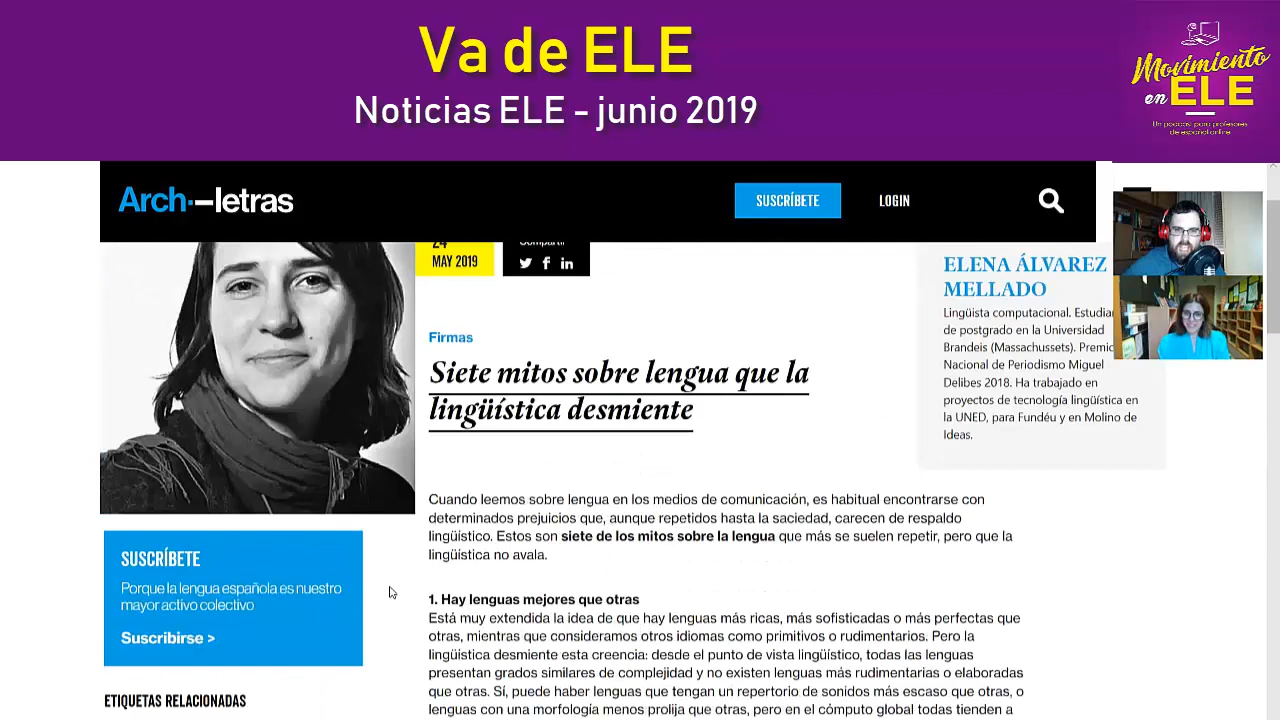 Va de ELE
Noticias ELE - junio 2019
Movimiento
en ELE
Un podcast para profesores
de español online
Arch·-letras
SUSCRÍBETE
LOGIN
24
MAY 2019
Compartir
Firmas
Siete mitos sobre lengua que la
lingüística desmiente
ELENA ÁLVAREZ
MELLADO
Lingüista computacional.
de postgrado en la Universidad
Brandeis (Massachussets).
Nacional de Periodismo Miguel
Delibes 2018. Ha trabajado en
proyectos de tecnología lingüística en
la UNED, para Fundéu y en Molino de
Ideas.
Cuando leemos sobre lengua en los medios de comunicación, es habitual encontrarse con
determinados prejuicios que, aunque repetidos hasta la saciedad, carecen de respaldo
lingüístico. Estos son siete de los mitos sobre la lengua que más se suelen repetir, pero que la
lingüística no avala.
1. Hay lenguas mejores que otras
Está muy extendida la idea de que hay lenguas más ricas, más sofisticadas o más perfectas que
otras, mientras que consideramos otros idiomas como primitivos o rudimentarios. Pero la
lingüística desmiente esta creencia: desde el punto de vista lingüístico, todas las lenguas
presentan grados similares de complejidad y no existen lenguas más rudimentarias o elaboradas
que otras. Sí, puede haber lenguas que tengan un repertorio de sonidos más escaso que otras, o
lenguas con una morfología menos prolija que otras, pero en el cómputo global todas tienden a
SUSCRÍBETE
Porque la lengua española es nuestro
mayor activo colectivo
Suscribirse >
ETIQUETAS RELACIONADAS